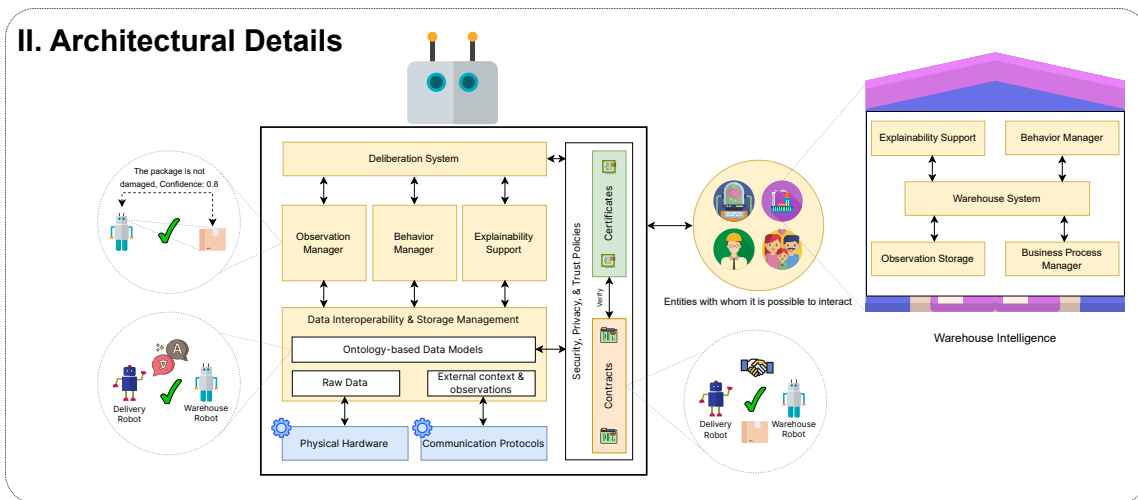 II. Architectural Details
The package is not
damaged, Confidence: 0.8
Deliberation System
Observation
Manager
Behavior
Manager
Explainability
Support
Data Interoperability & Storage Management
Ontology-based Data Models
Raw Data
External context &
observations
Physical Hardware
Communication Protocols
Security, Privacy, & Trust Policies
Certificates
Verify
Contracts
A
Delivery
Robot
Warehouse
Robot
Entities with whom it is possible to interact
Delivery
Robot
Warehouse
Robot
Explainability Support
Behavior Manager
Warehouse System
Observation Storage
Business Process
Manager
Warehouse Intelligence